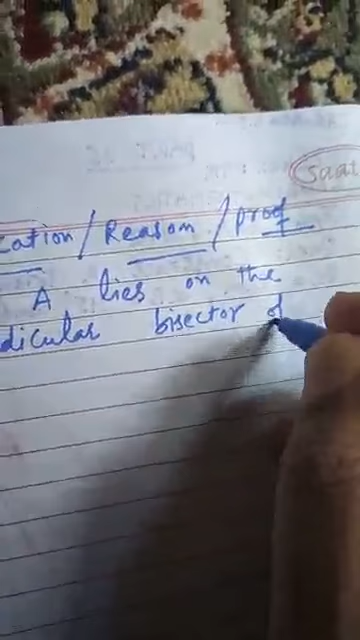 saat
cation / Reason / proof
A lies on the
dicular bisector of